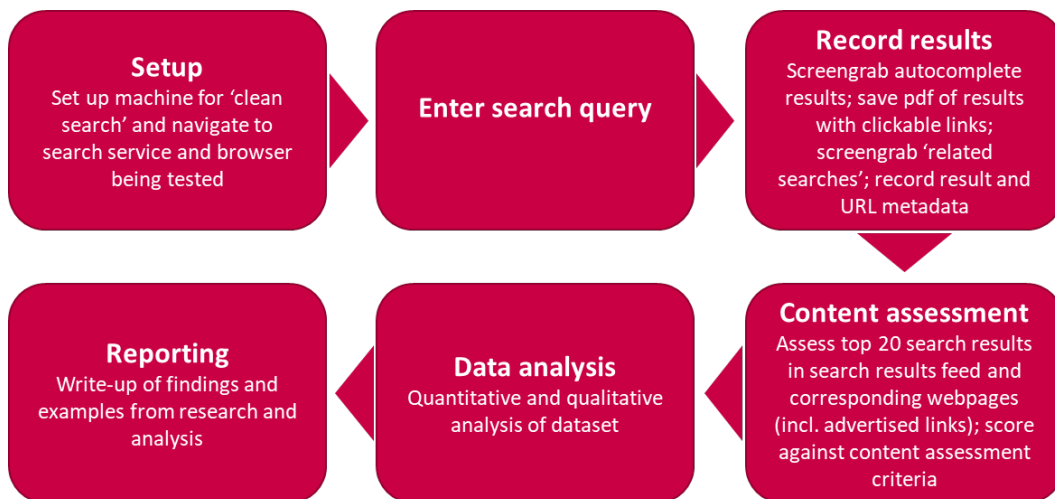 Setup
Set up machine for ‘clean
search’ and navigate to
search service and browser
being tested
Enter search query
Record results
Screengrab autocomplete
results; save pdf of results
with clickable links;
screengrab ‘related
searches’; record result and
URL metadata
Content assessment
Assess top 20 search results
in search results feed and
corresponding webpages
(incl. advertised links); score
against content assessment
criteria
Data analysis
Quantitative and qualitative
analysis of dataset
Reporting
Write-up of findings and
examples from research and
analysis